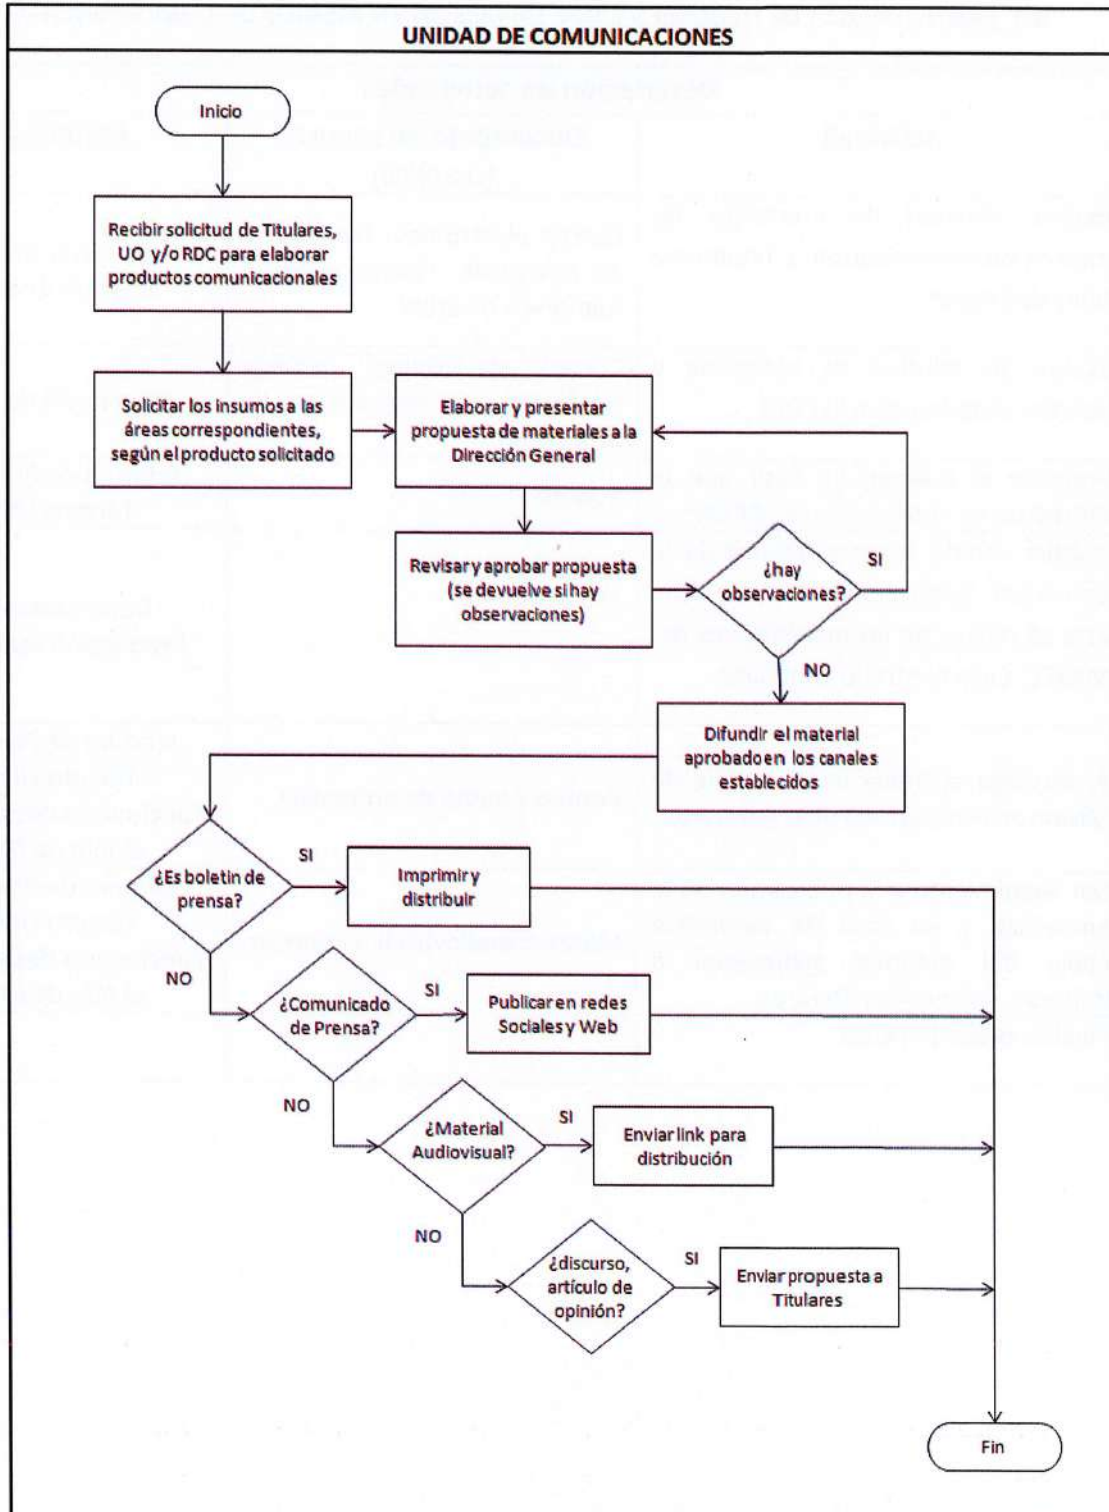 UNIDAD DE COMUNICACIONES
Inicio
Recibir solicitud de Titulares,
UO y/o RDC para elaborar
productos comunicacionales
Solicitar los insumos a las
áreas correspondientes,
según el producto solicitado
Elaborar y presentar
propuesta de materiales a la
Dirección General
Revisar y aprobar propuesta
(se devuelve si hay
observaciones)
¿hay
observaciones?
SI
NO
Difundir el material
aprobado en los canales
establecidos
¿Es boletin de
prensa?
SI
Imprimir y
distribuir
NO
¿Comunicado
de Prensa?
SI
Publicar en redes
Sociales y Web
NO
¿Material
Audiovisual?
SI
Enviar link para
distribución
NO
¿discurso,
artículo de
opinión?
SI
Enviar propuesta a
Titulares
Fin